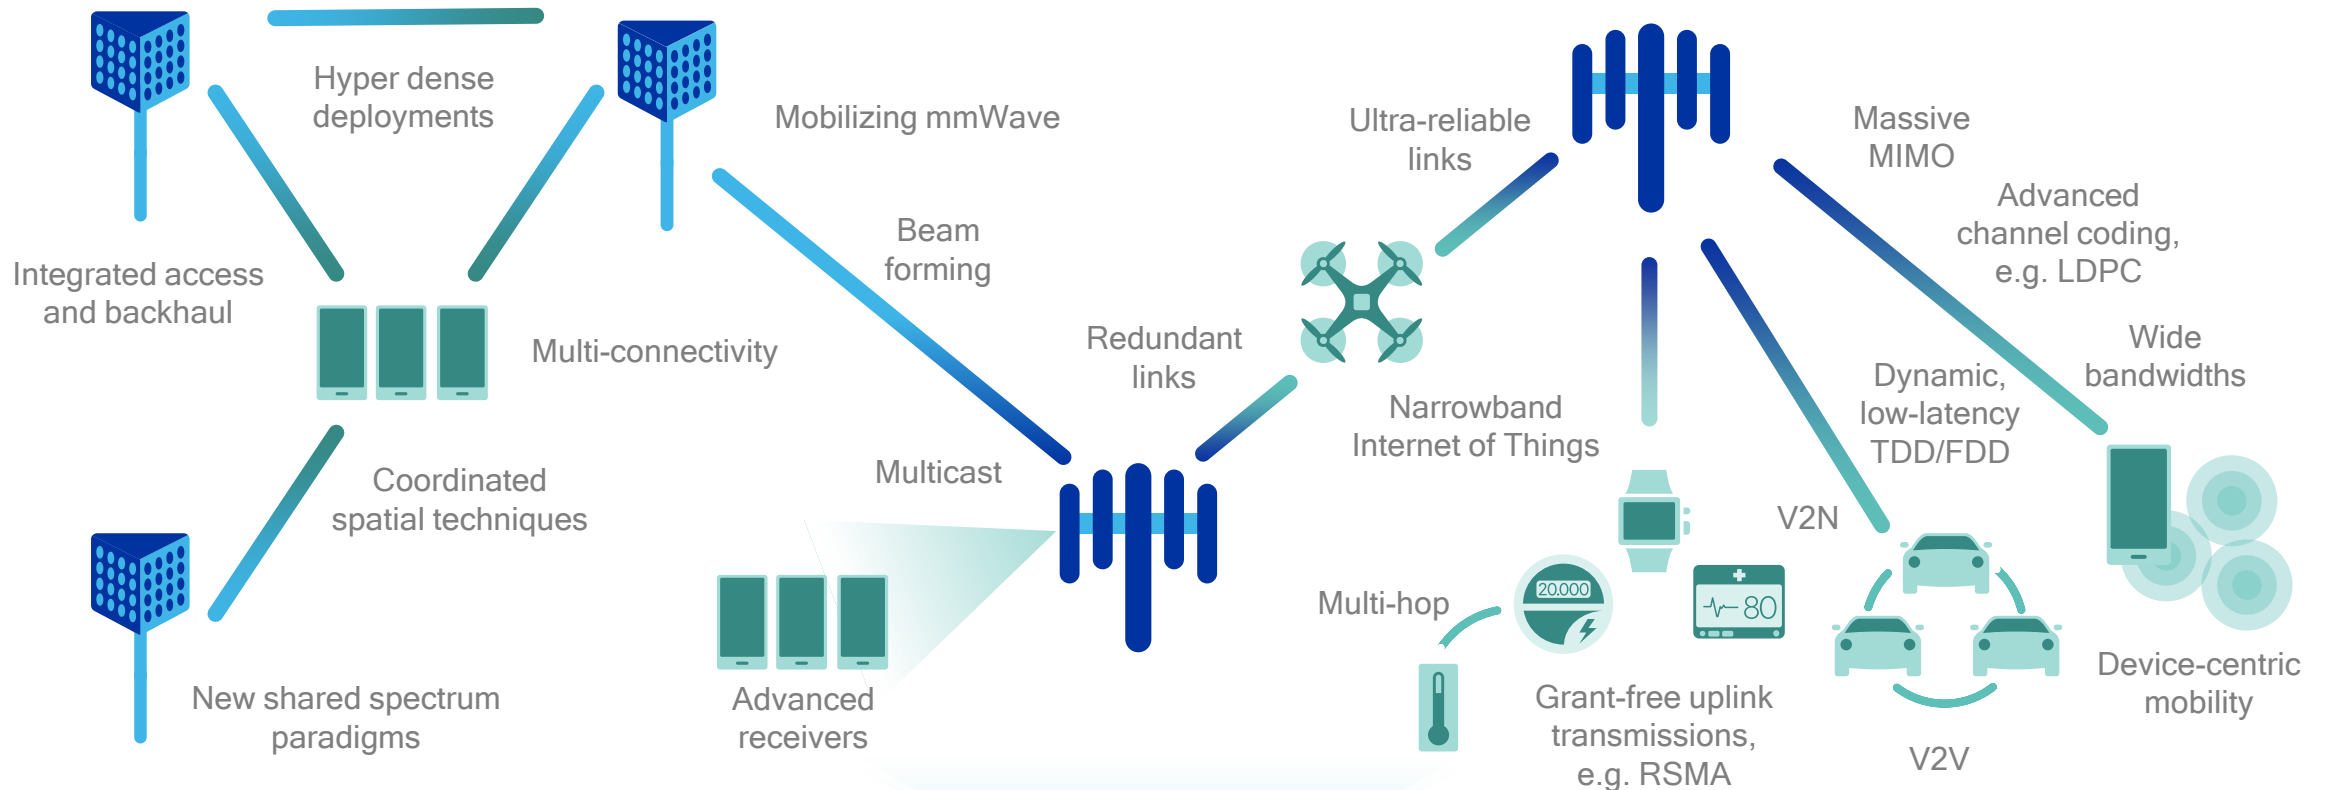 Hyper dense
deployments
Mobilizing mmWave
Integrated access
and backhaul
Multi-connectivity
Beam
forming
Coordinated
spatial techniques
New shared spectrum
paradigms
Multicast
Advanced
receivers
Redundant
links
Ultra-reliable
links
Massive
MIMO
Advanced
channel coding,
e.g. LDPC
Wide
bandwidths
Narrowband
Internet of Things
Dynamic,
low-latency
TDD/FDD
V2N
Multi-hop
20.000
80
Grant-free uplink
transmissions,
e.g. RSMA
V2V
Device-centric
mobility